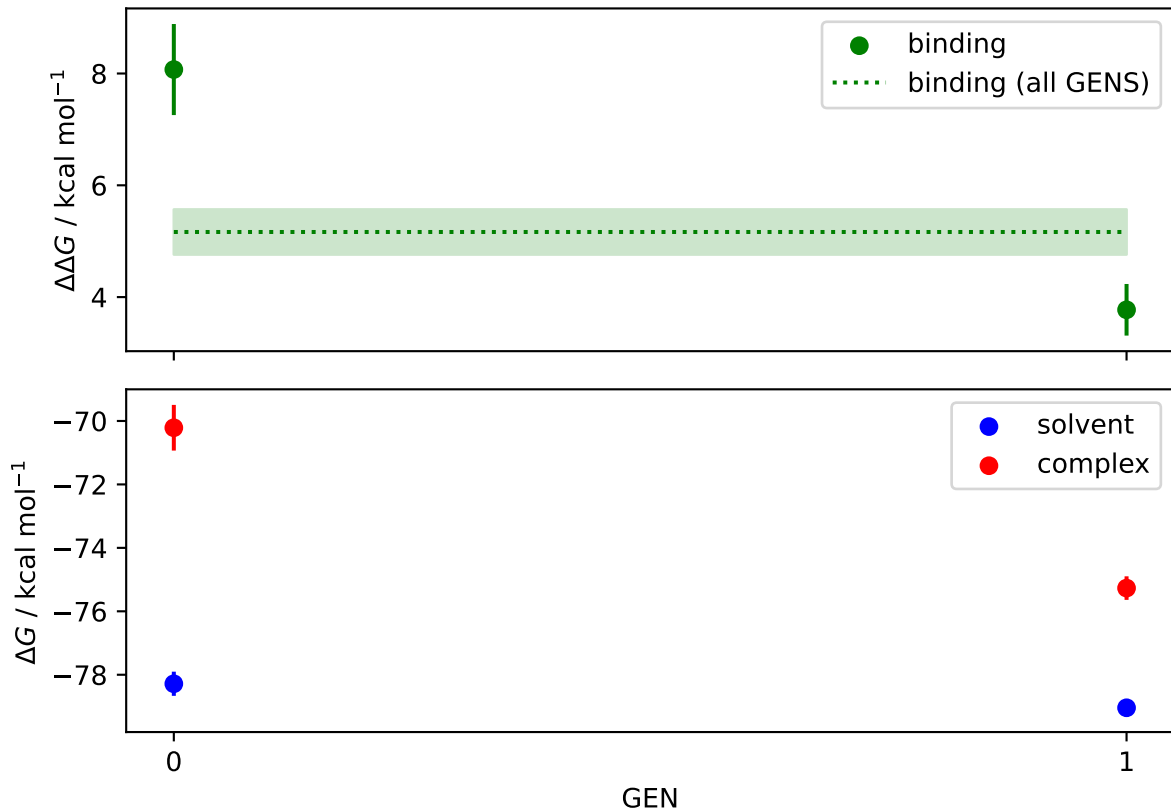 binding
binding (all GENS)
8
6
4
ΔΔG / kcal mol⁻¹
solvent
complex
−70
−72
−74
−76
−78
ΔG / kcal mol⁻¹
0
1
GEN